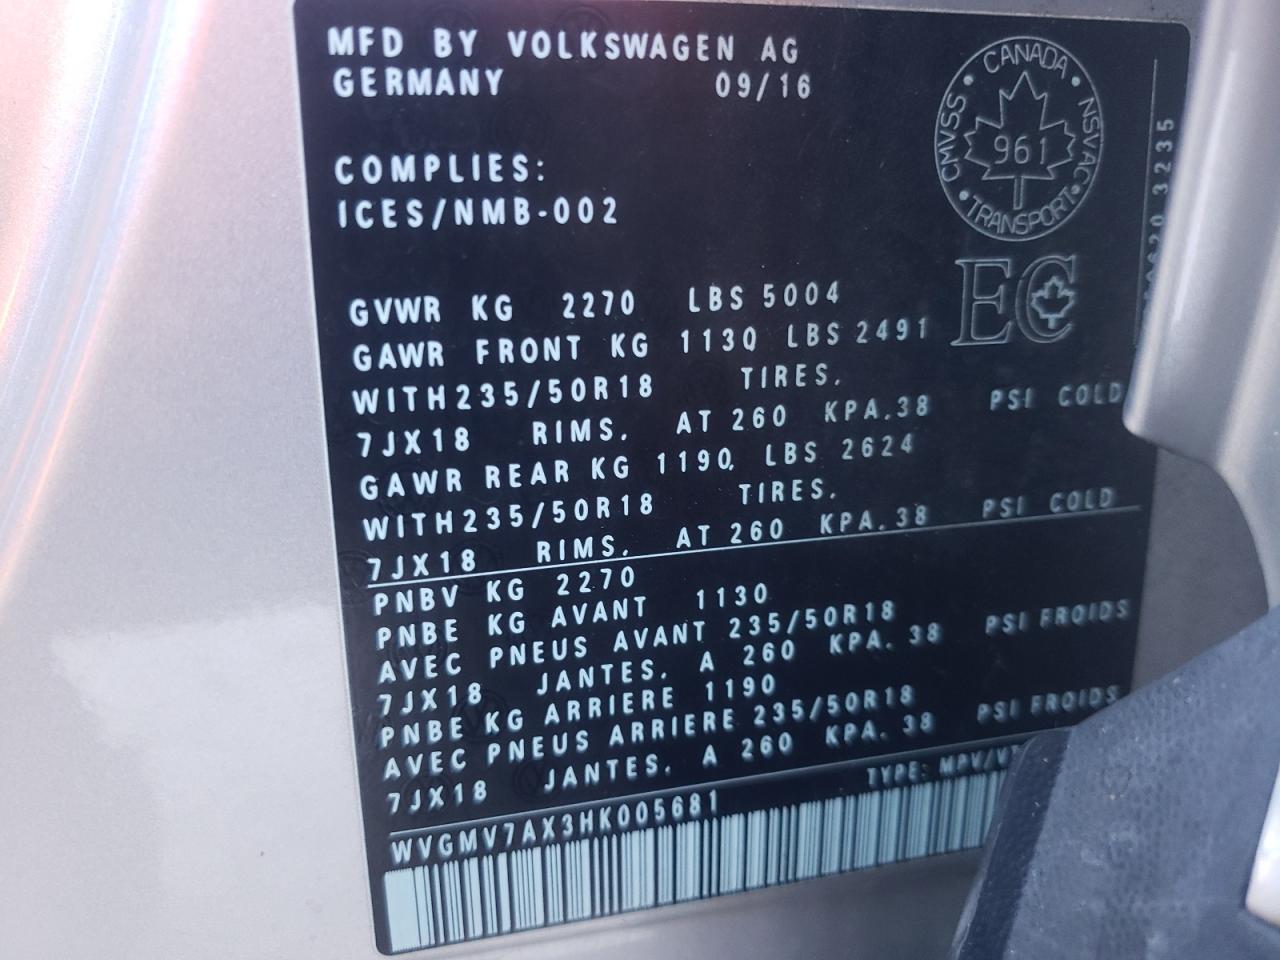 MFD BY VOLKSWAGEN AG
GERMANY 09/16
CANADA
CMVSS
NSVAC
961
TRANSPORT
COMPLIES:
ICES/NMB-002
EC
3235
GVWR KG 2270 LBS 5004
GAWR FRONT KG 1130 LBS 2491
WITH235/50R18 TIRES.
7JX18 RIMS. AT 260 KPA.38 PSI COLD
GAWR REAR KG 1190. LBS 2624
WITH235/50R18 TIRES.
7JX18 RIMS. AT 260 KPA.38 PSI COLD
PNBV KG 2270
PNBE KG AVANT 1130
AVEC PNEUS AVANT 235/50R18
7JX18 JANTES. A 260 KPA. 38 PSI FROIDS
PNBE KG ARRIERE 1190
AVEC PNEUS ARRIERE 235/50R18
7JX18 JANTES. A 260 KPA. 38 PSI FROIDS
WVGMV7AX3HK005681 TYPE: MPV/